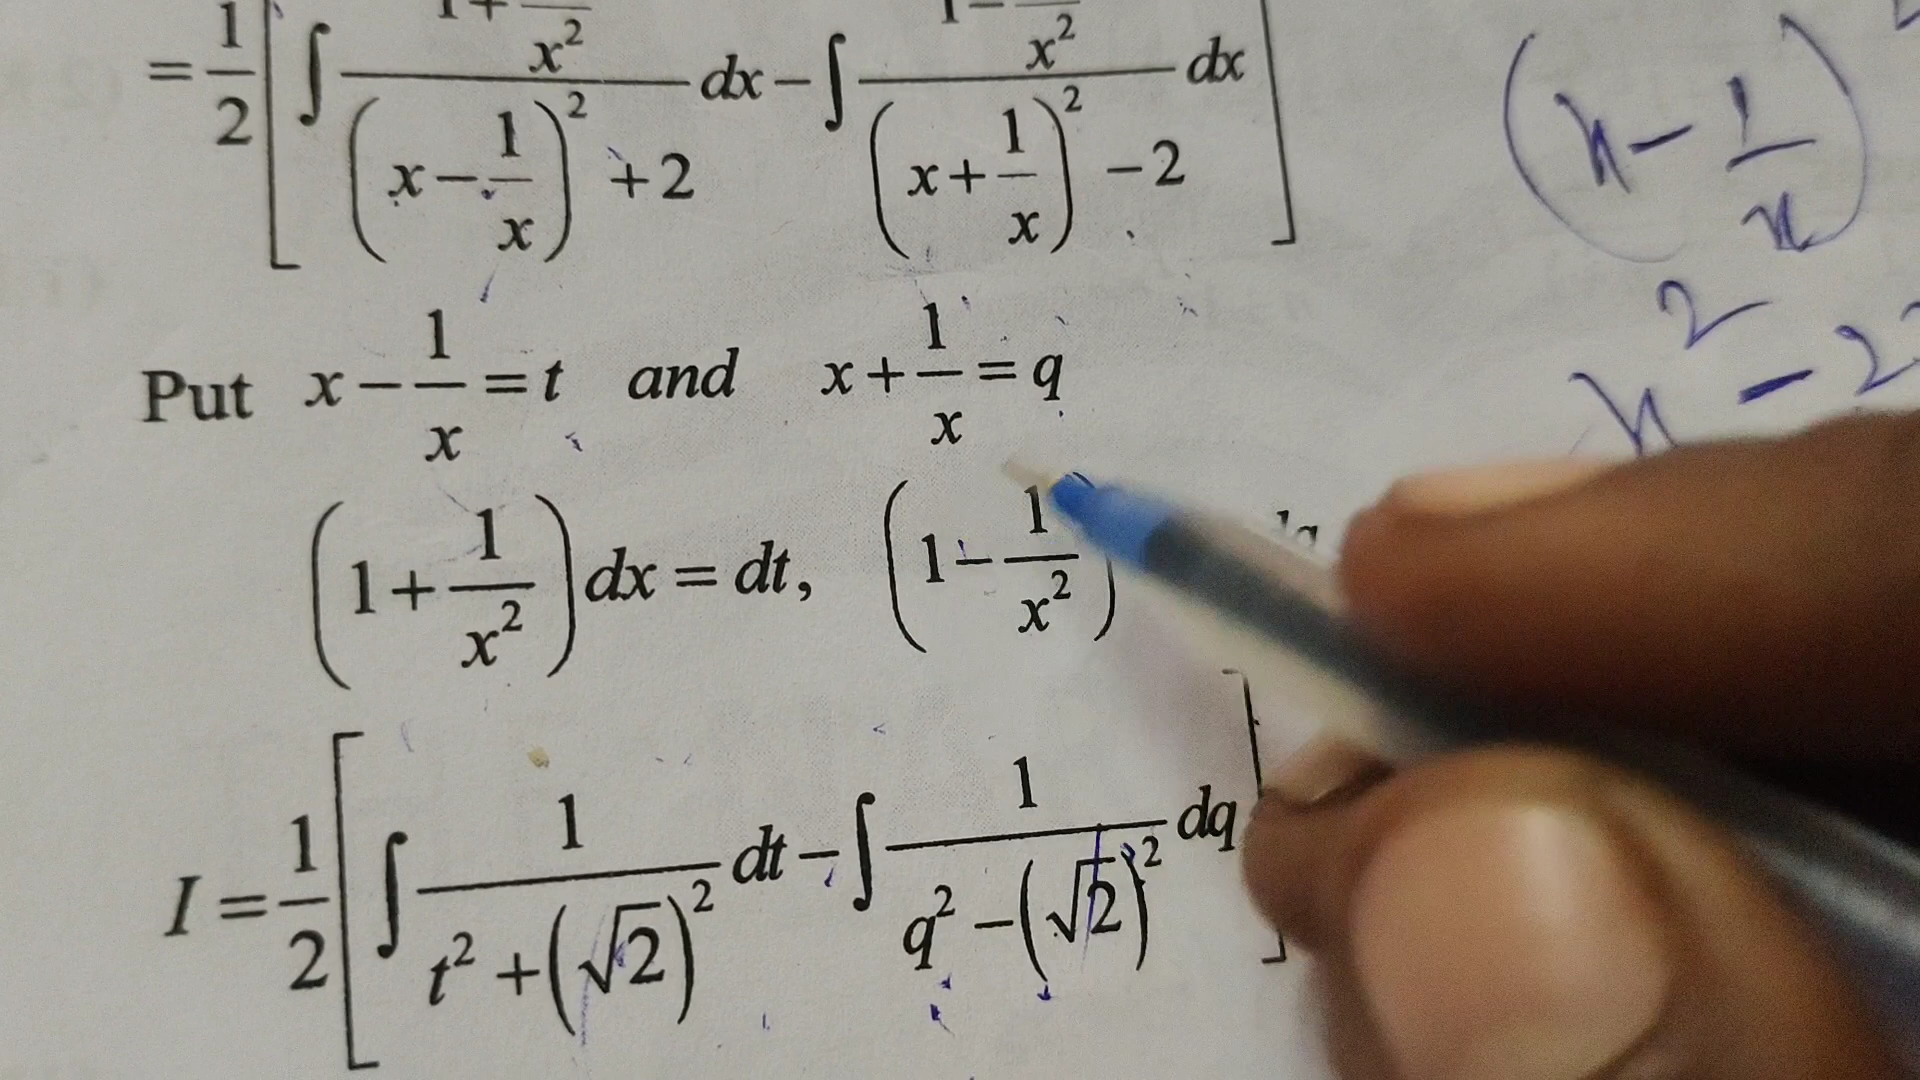 = 1/2 [ ∫ (1 + 1/x²) / ((x − 1/x)² + 2) dx − ∫ (1 − 1/x²) / ((x + 1/x)² − 2) dx ]
Put x − 1/x = t and x + 1/x = q
(1 + 1/x²) dx = dt, (1 − 1/x²)
I = 1/2 [ ∫ 1 / (t² + (√2)²) dt − ∫ 1 / (q² − (√2)²) dq ]
(x − 1/x)
x² − 2